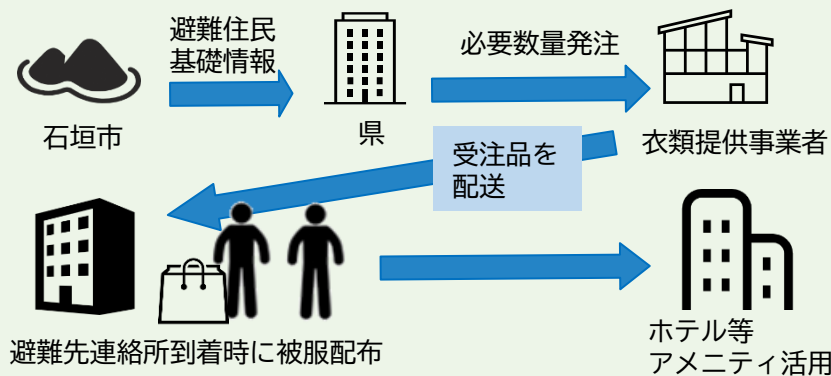 避難住民
基礎情報
必要数量発注
石垣市
県
衣類提供事業者
受注品を
配送
避難先連絡所到着時に被服配布
ホテル等
アメニティ活用